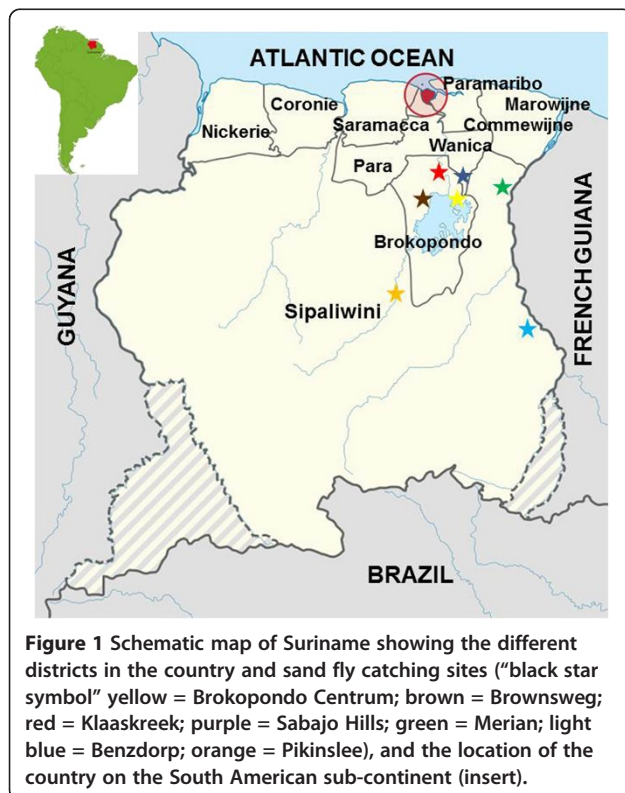 ATLANTIC OCEAN
Paramaribo
Marowijne
Coronie
Nickerie
Saramacca
Commewijne
Wanica
Para
Brokopondo
Sipaliwini
GUYANA
FRENCH GUIANA
BRAZIL
Figure 1 Schematic map of Suriname showing the different
districts in the country and sand fly catching sites (“black star
symbol” yellow = Brokopondo Centrum; brown = Brownsweg;
red = Klaaskreek; purple = Sabajo Hills; green = Merian; light
blue = Benzdorp; orange = Pikinslee), and the location of the
country on the South American sub-continent (insert).